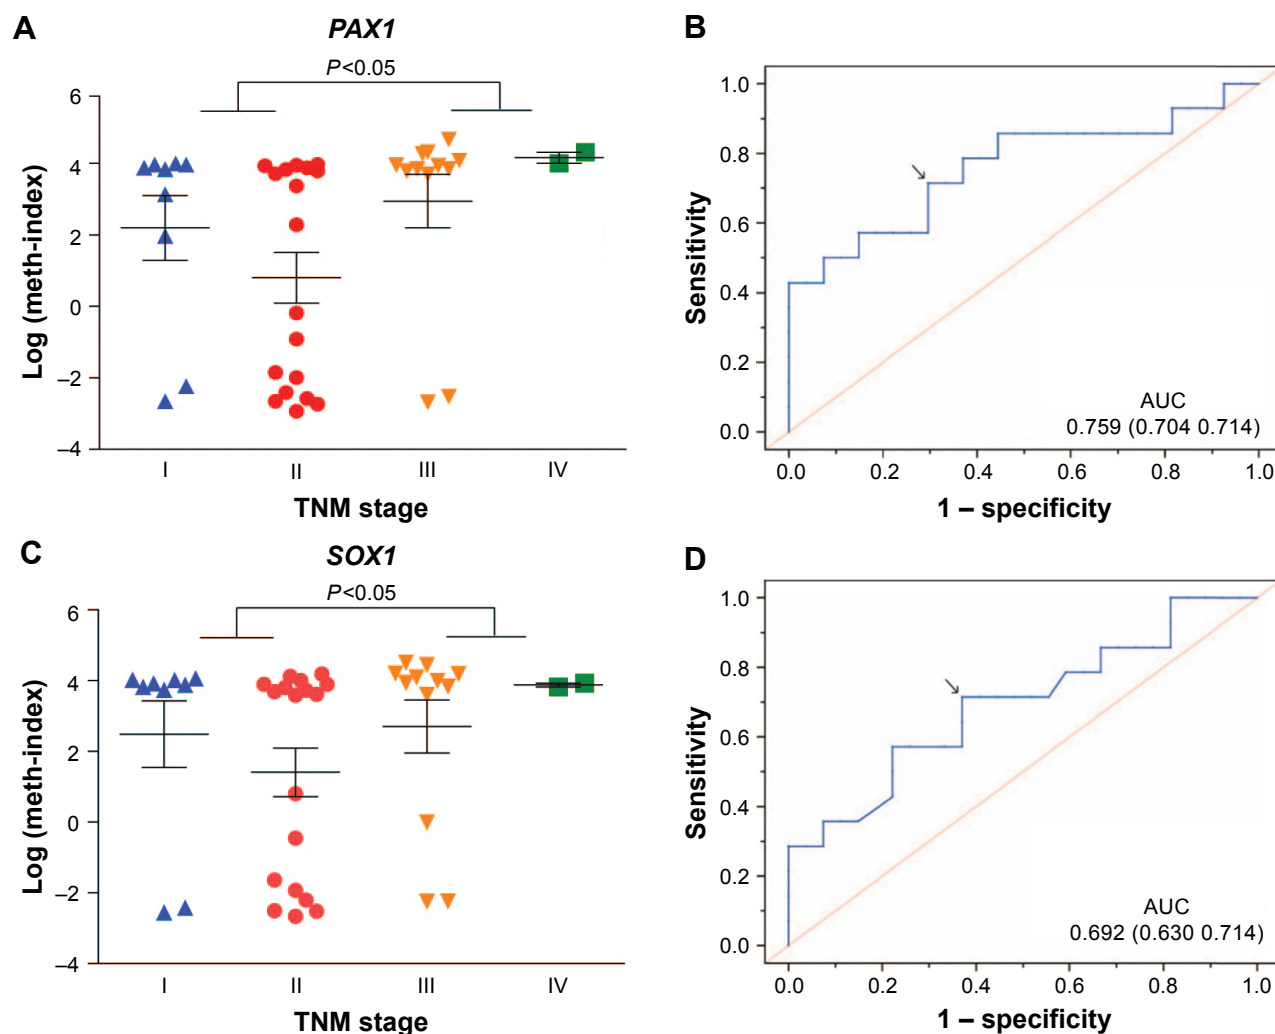 A
PAX1
P<0.05
Log (meth-index)
6
4
2
0
–2
–4
I II III IV
TNM stage
B
Sensitivity
1.0
0.8
0.6
0.4
0.2
0.0
AUC
0.759 (0.704 0.714)
0.0 0.2 0.4 0.6 0.8 1.0
1 – specificity
C
SOX1
P<0.05
Log (meth-index)
6
4
2
0
–2
–4
I II III IV
TNM stage
D
Sensitivity
1.0
0.8
0.6
0.4
0.2
0.0
AUC
0.692 (0.630 0.714)
0.0 0.2 0.4 0.6 0.8 1.0
1 – specificity